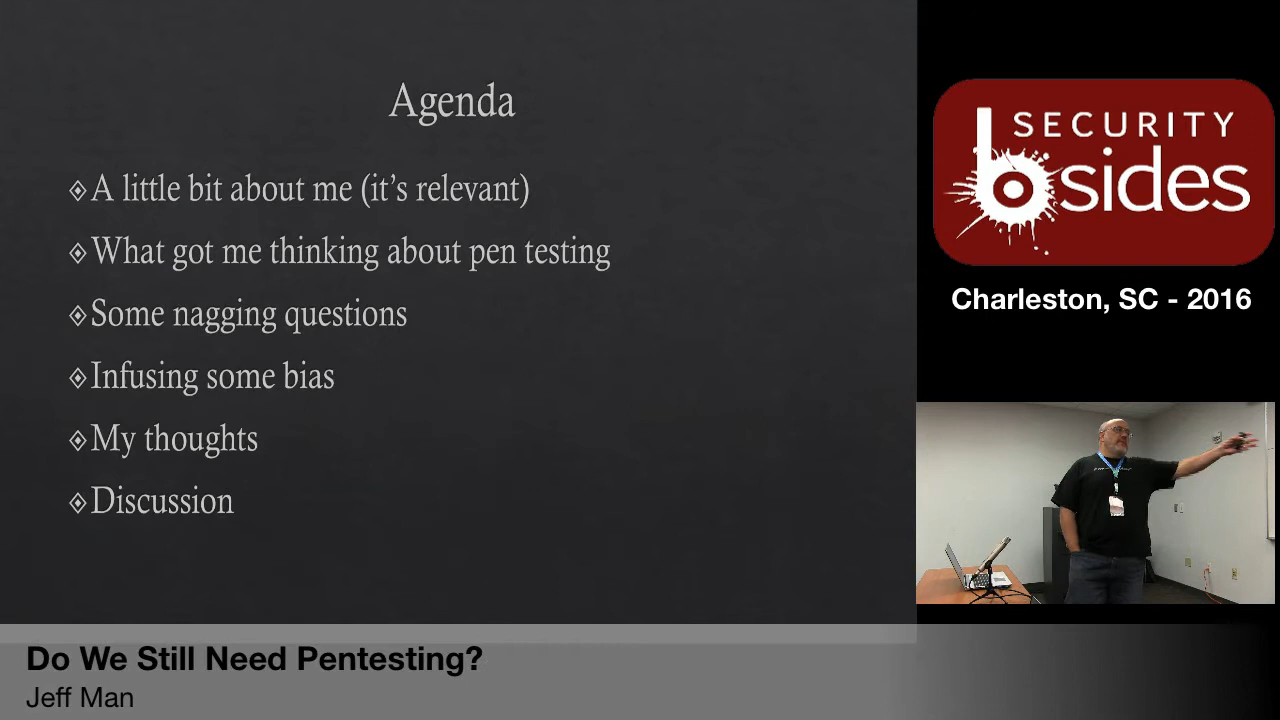 Agenda
A little bit about me (it's relevant)
What got me thinking about pen testing
Some nagging questions
Infusing some bias
My thoughts
Discussion
SECURITY
bsides
Charleston, SC - 2016
Do We Still Need Pentesting?
Jeff Man